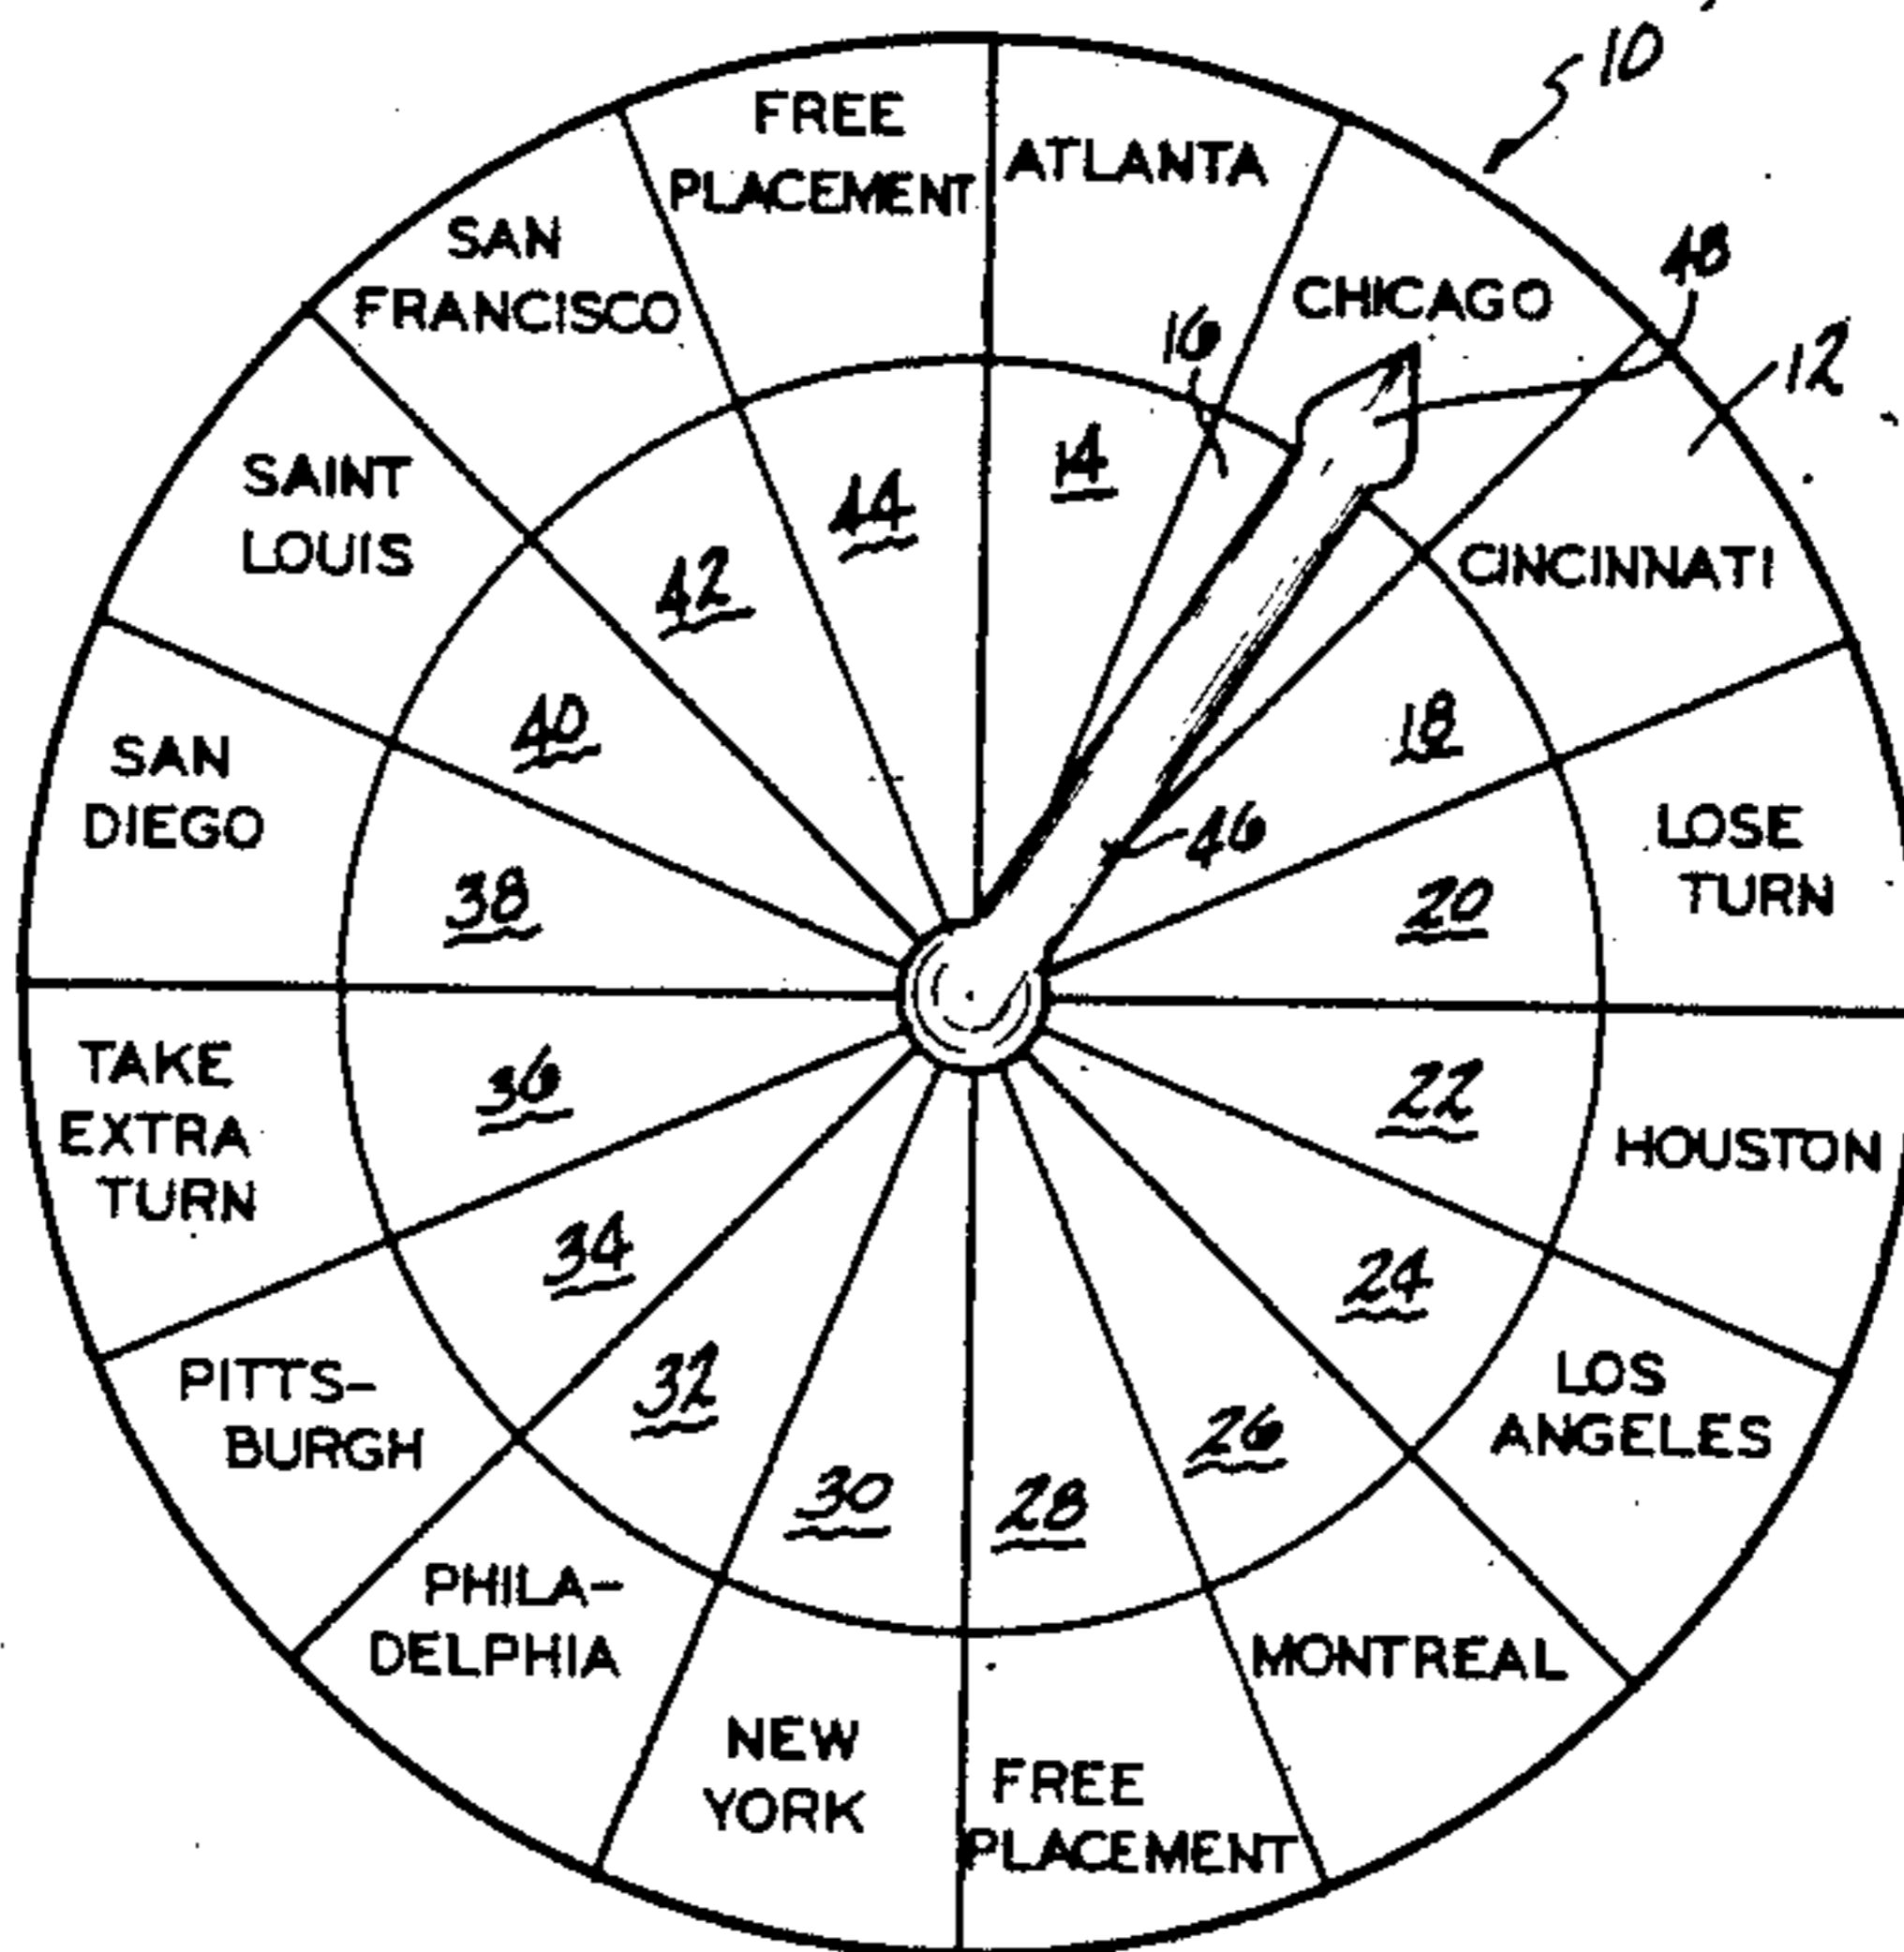 10
FREE
PLACEMENT
ATLANTA
SAN
FRANCISCO
CHICAGO
48
16
12
SAINT
LOUIS
14
44
42
CINCINNATI
40
18
SAN
DIEGO
46
LOSE
TURN
38
20
TAKE
EXTRA
TURN
36
22
HOUSTON
34
24
PITTS-
BURGH
32
LOS
ANGELES
26
30
28
PHILA-
DELPHIA
MONTREAL
NEW
YORK
FREE
PLACEMENT